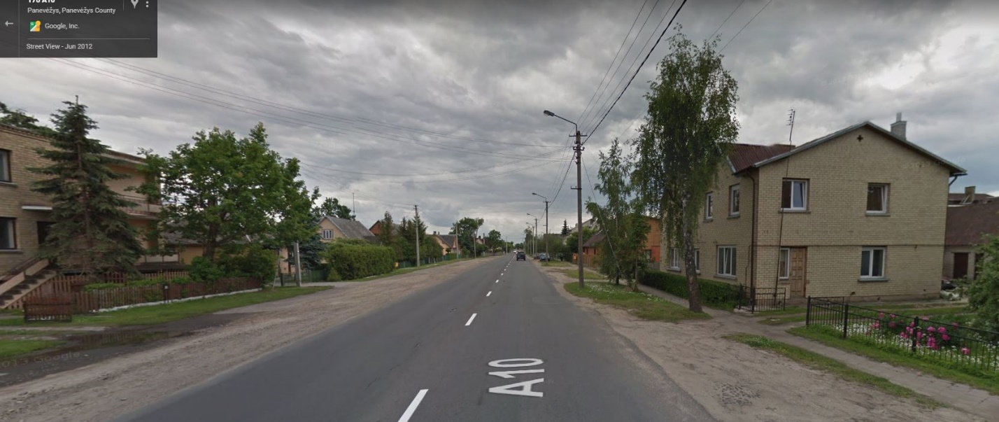 Panevėžys, Panevėžys County
Google, Inc.
Street View - Jun 2012
A10